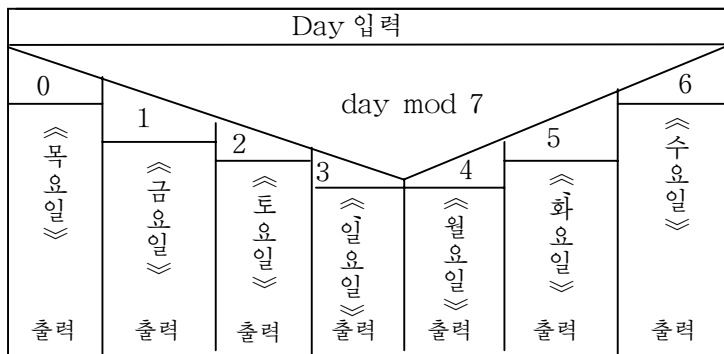 Day 입력
day mod 7
0
《목요일》
출력
1
《금요일》
출력
2
《토요일》
출력
3
《일요일》
출력
4
《월요일》
출력
5
《화요일》
출력
6
《수요일》
출력